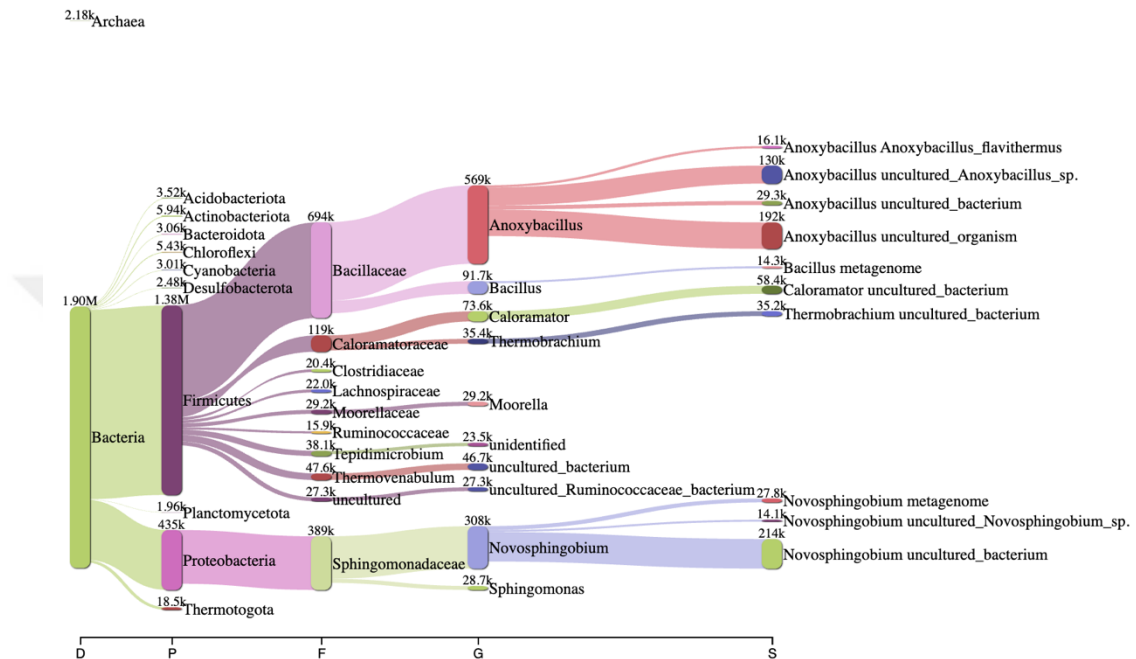 2.18k Archaea
1.90M Bacteria
3.52k Acidobacteriota
5.94k Actinobacteriota
3.06k Bacteroidota
5.43k Chloroflexi
3.01k Cyanobacteria
2.48k Desulfobacterota
1.38M Firmicutes
1.96k Planctomycetota
435k Proteobacteria
18.5k Thermotogota
694k Bacillaceae
119k Caloramatoraceae
20.4k Clostridiaceae
22.0k Lachnospiraceae
29.2k Moorellaceae
15.9k Ruminococcaceae
38.1k Tepidimicrobium
47.6k Thermovenabulum
27.3k uncultured
389k Sphingomonadaceae
569k Anoxybacillus
91.7k Bacillus
73.6k Caloramator
35.4k Thermobrachium
29.2k Moorella
23.5k unidentified
46.7k uncultured_bacterium
27.3k uncultured_Ruminococcaceae_bacterium
308k Novosphingobium
28.7k Sphingomonas
16.1k Anoxybacillus Anoxybacillus_flavithermus
130k Anoxybacillus uncultured_Anoxybacillus_sp.
29.3k Anoxybacillus uncultured_bacterium
192k Anoxybacillus uncultured_organism
14.3k Bacillus metagenome
58.4k Caloramator uncultured_bacterium
35.2k Thermobrachium uncultured_bacterium
27.8k Novosphingobium metagenome
14.1k Novosphingobium uncultured_Novosphingobium_sp.
214k Novosphingobium uncultured_bacterium
D P F G S